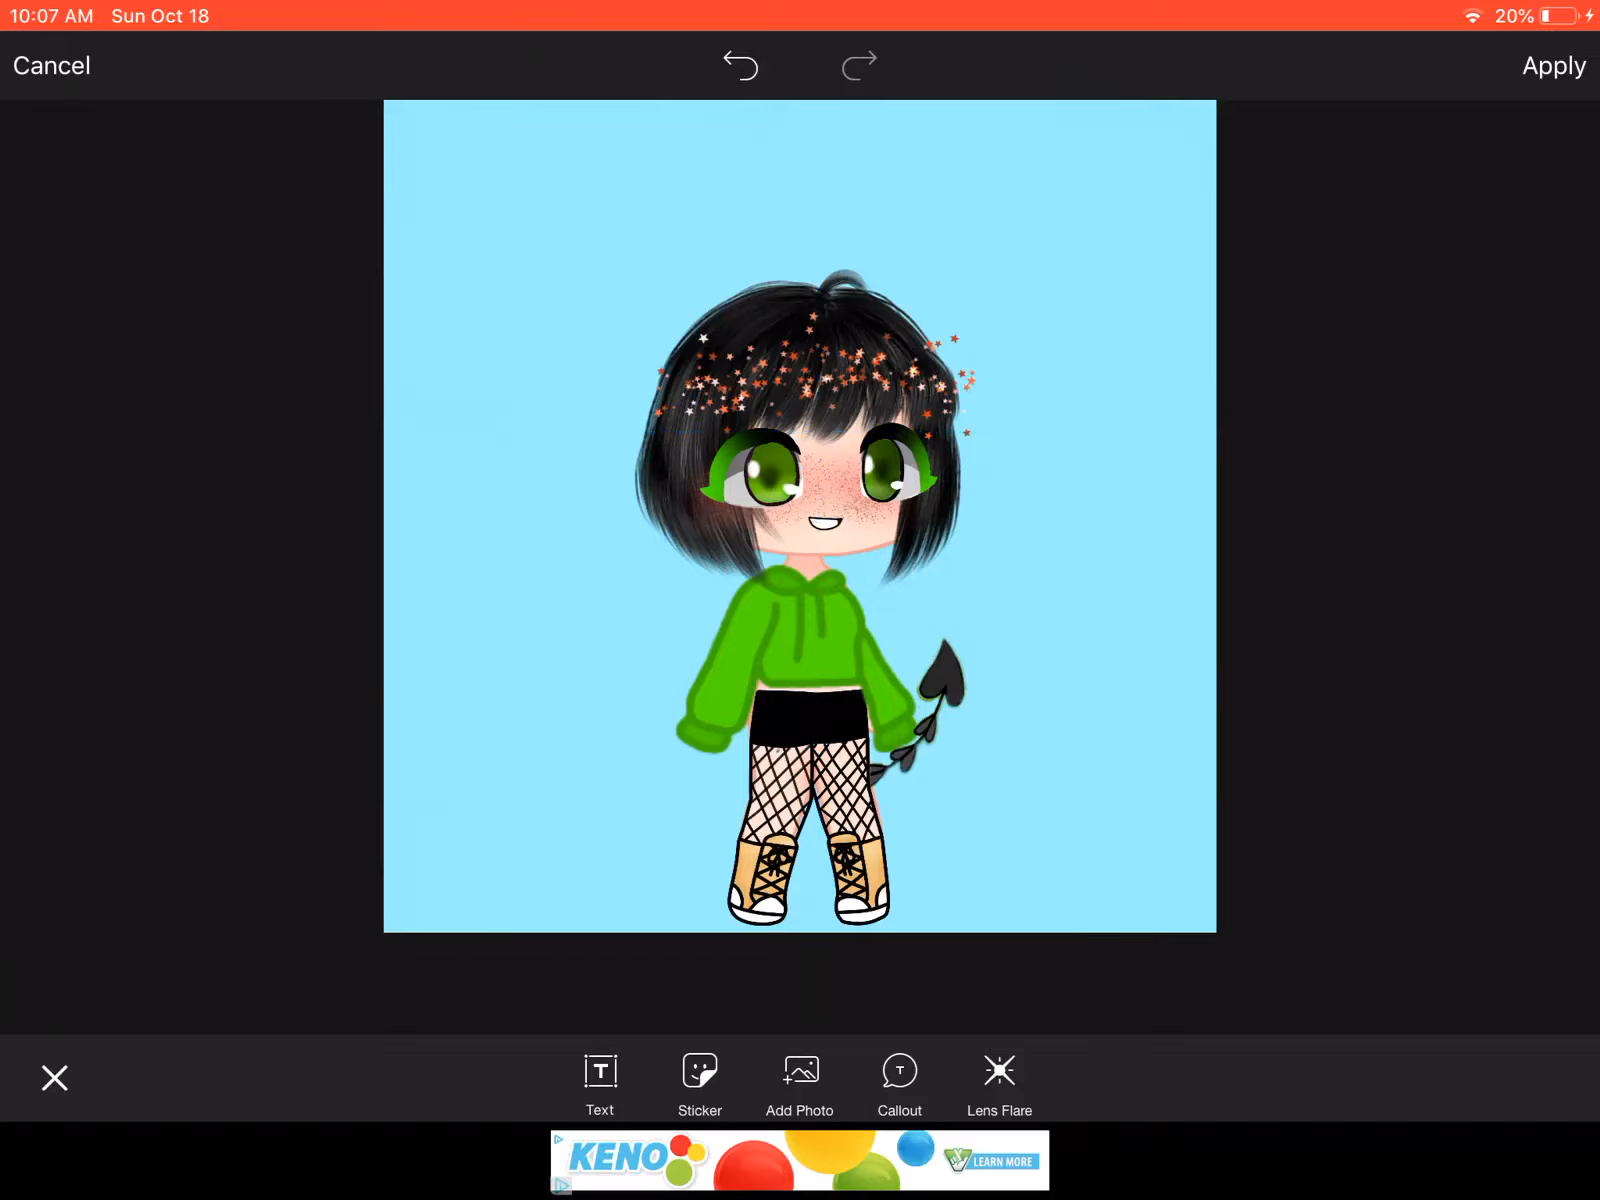 10:07 AM Sun Oct 18 20%
Cancel Apply
T T
Text Sticker Add Photo Callout Lens Flare
KENO LEARN MORE